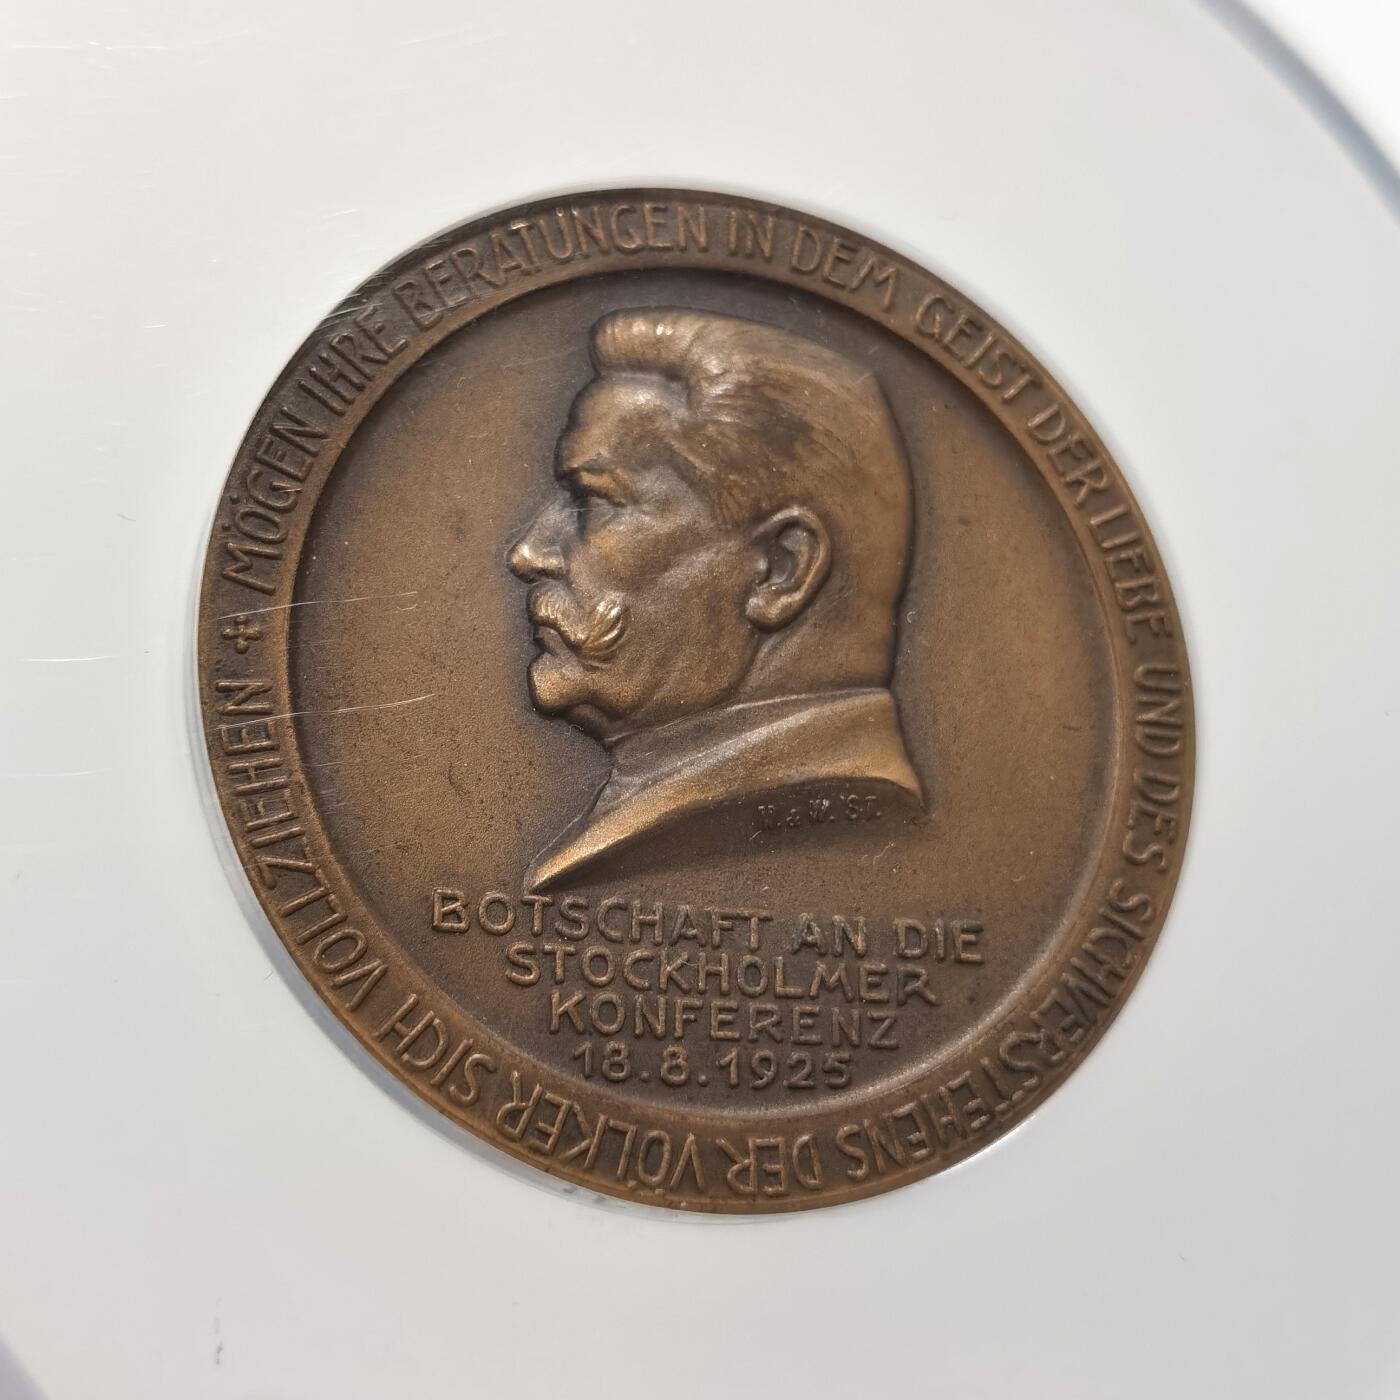 + MÖGEN IHRE BERATUNGEN IN DEM GEIST DER LIEBE UND DES SICHVERSTEHENS DER VÖLKER SICH VOLLZIEHEN
BOTSCHAFT AN DIE
STOCKHOLMER
KONFERENZ
18.8.1925